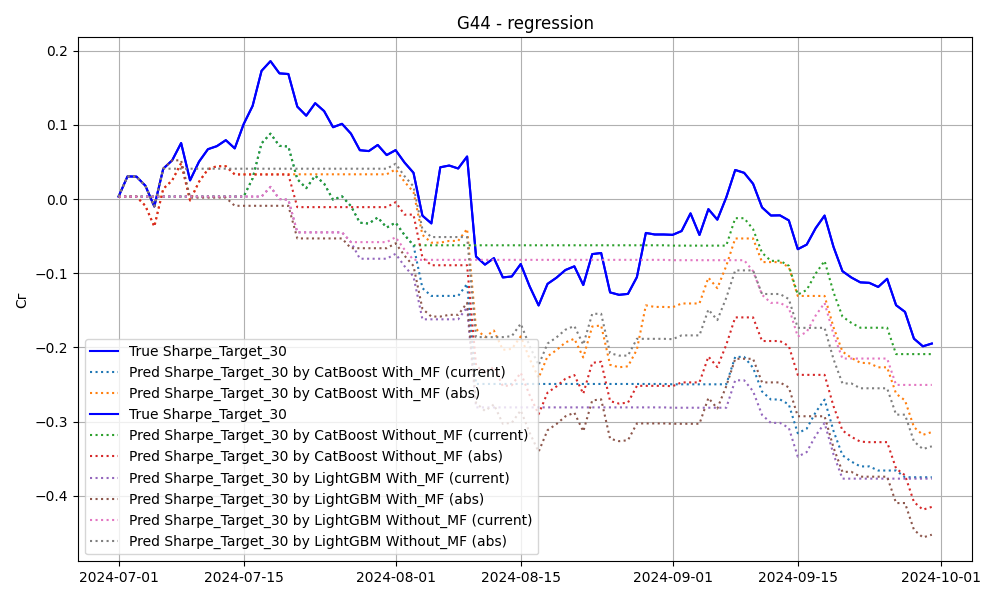 G44 - regression
Cr
0.2
0.1
0.0
−0.1
−0.2
−0.3
−0.4
True Sharpe_Target_30
Pred Sharpe_Target_30 by CatBoost With_MF (current)
Pred Sharpe_Target_30 by CatBoost With_MF (abs)
True Sharpe_Target_30
Pred Sharpe_Target_30 by CatBoost Without_MF (current)
Pred Sharpe_Target_30 by CatBoost Without_MF (abs)
Pred Sharpe_Target_30 by LightGBM With_MF (current)
Pred Sharpe_Target_30 by LightGBM With_MF (abs)
Pred Sharpe_Target_30 by LightGBM Without_MF (current)
Pred Sharpe_Target_30 by LightGBM Without_MF (abs)
2024-07-01 2024-07-15 2024-08-01 2024-08-15 2024-09-01 2024-09-15 2024-10-01